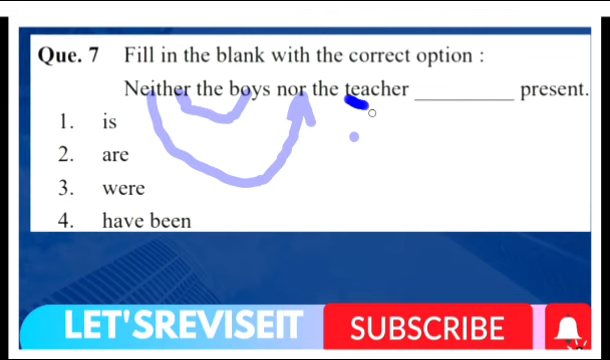 Que. 7 Fill in the blank with the correct option :
Neither the boys nor the teacher __________ present.
1. is
2. are
3. were
4. have been
LET'SREVISEIT SUBSCRIBE